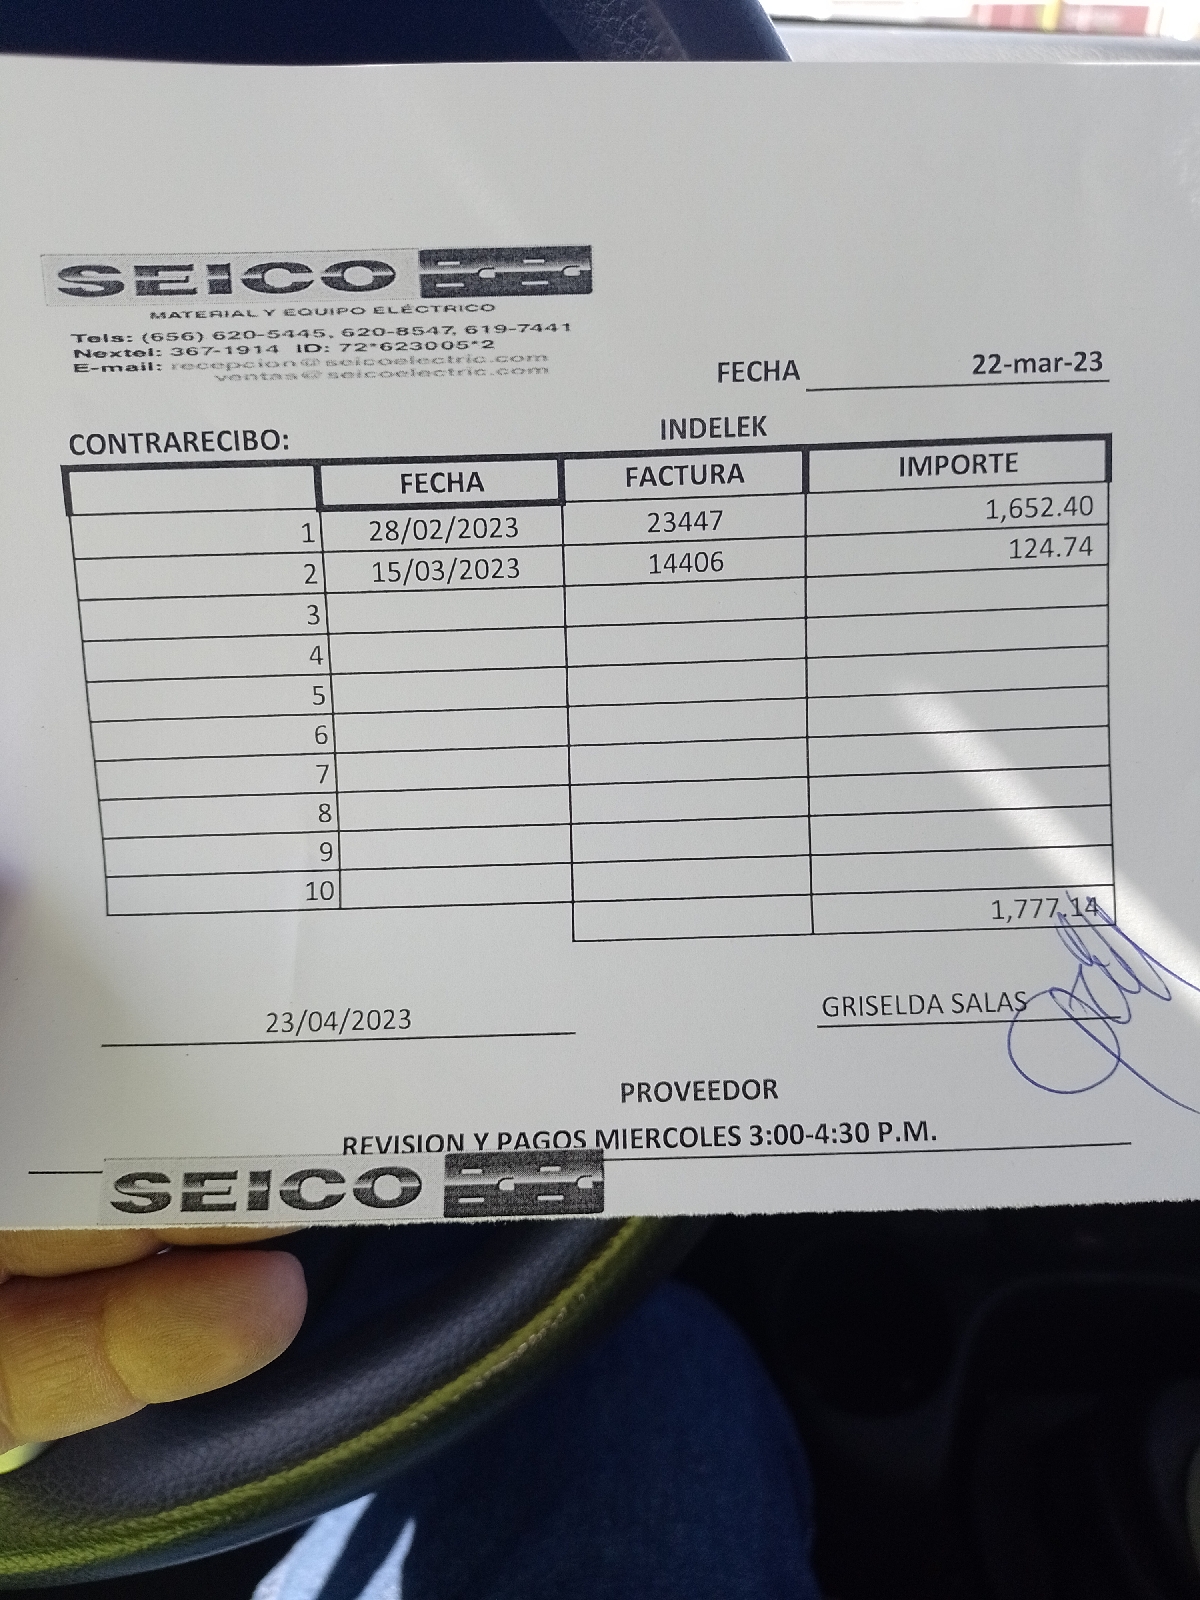 SEICO
MATERIAL Y EQUIPO ELÉCTRICO
Tels: (656) 620-5445, 620-8547, 619-7441
Nextel: 367-1914 ID: 72*623005*2
E-mail: recepcion@seicoelectric.com
ventas@seicoelectric.com
FECHA 22-mar-23
CONTRARECIBO: INDELEK
FECHA FACTURA IMPORTE
1 28/02/2023 23447 1,652.40
2 15/03/2023 14406 124.74
3
4
5
6
7
8
9
10
1,777.14
23/04/2023 GRISELDA SALAS
PROVEEDOR
REVISION Y PAGOS MIERCOLES 3:00-4:30 P.M.
SEICO